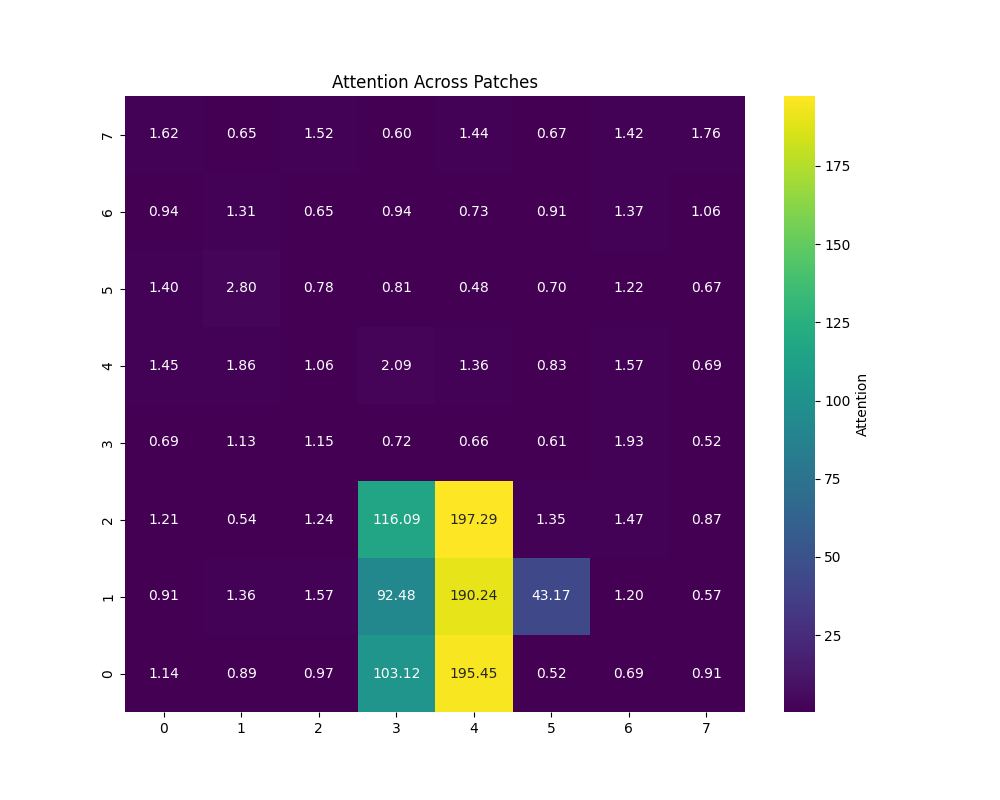 Attention Across Patches
7 1.62 0.65 1.52 0.60 1.44 0.67 1.42 1.76
6 0.94 1.31 0.65 0.94 0.73 0.91 1.37 1.06
5 1.40 2.80 0.78 0.81 0.48 0.70 1.22 0.67
4 1.45 1.86 1.06 2.09 1.36 0.83 1.57 0.69
3 0.69 1.13 1.15 0.72 0.66 0.61 1.93 0.52
2 1.21 0.54 1.24 116.09 197.29 1.35 1.47 0.87
1 0.91 1.36 1.57 92.48 190.24 43.17 1.20 0.57
0 1.14 0.89 0.97 103.12 195.45 0.52 0.69 0.91
0 1 2 3 4 5 6 7
175
150
125
100
75
50
25
Attention